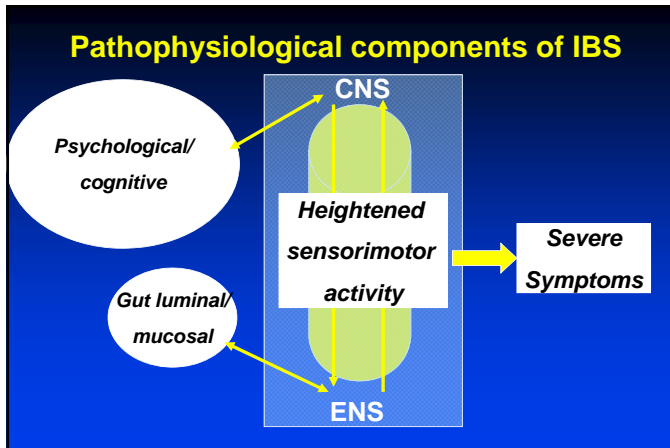 Pathophysiological components of IBS
CNS
Psychological/
cognitive
Heightened
sensorimotor
activity
Severe
Symptoms
Gut luminal/
mucosal
ENS